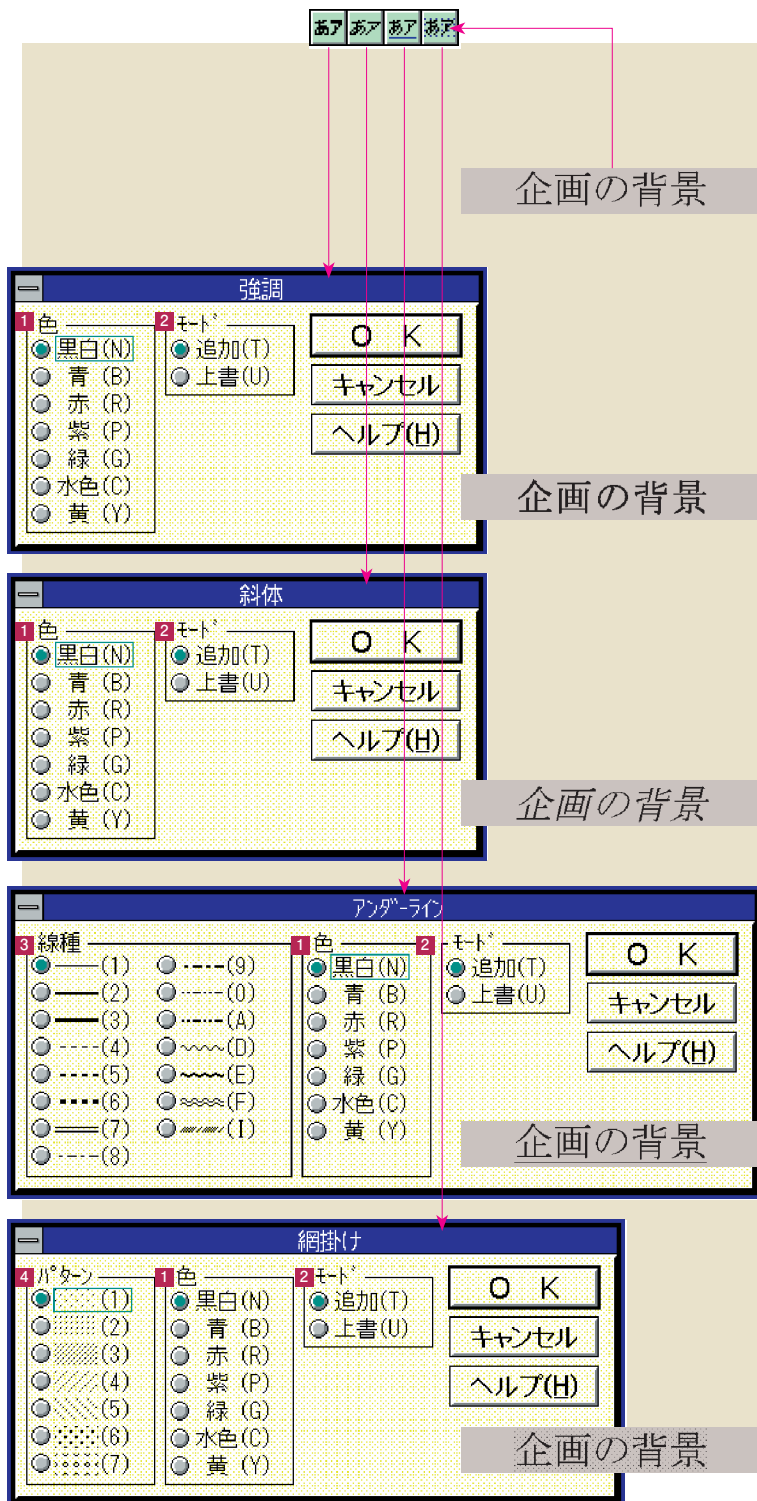 あア あア あア あア
企画の背景
強調
1 色
黒白(N)
青 (B)
赤 (R)
紫 (P)
緑 (G)
水色(C)
黄 (Y)
2 ﾓｰﾄﾞ
追加(T)
上書(U)
O K
キャンセル
ヘルプ(H)
企画の背景
斜体
1 色
黒白(N)
青 (B)
赤 (R)
紫 (P)
緑 (G)
水色(C)
黄 (Y)
2 ﾓｰﾄﾞ
追加(T)
上書(U)
O K
キャンセル
ヘルプ(H)
企画の背景
ｱﾝﾀﾞｰﾗｲﾝ
3 線種
(1)
(2)
(3)
(4)
(5)
(6)
(7)
(8)
(9)
(0)
(A)
(D)
(E)
(F)
(I)
1 色
黒白(N)
青 (B)
赤 (R)
紫 (P)
緑 (G)
水色(C)
黄 (Y)
2 ﾓｰﾄﾞ
追加(T)
上書(U)
O K
キャンセル
ヘルプ(H)
企画の背景
網掛け
4 ﾊﾟﾀｰﾝ
(1)
(2)
(3)
(4)
(5)
(6)
(7)
1 色
黒白(N)
青 (B)
赤 (R)
紫 (P)
緑 (G)
水色(C)
黄 (Y)
2 ﾓｰﾄﾞ
追加(T)
上書(U)
O K
キャンセル
ヘルプ(H)
企画の背景